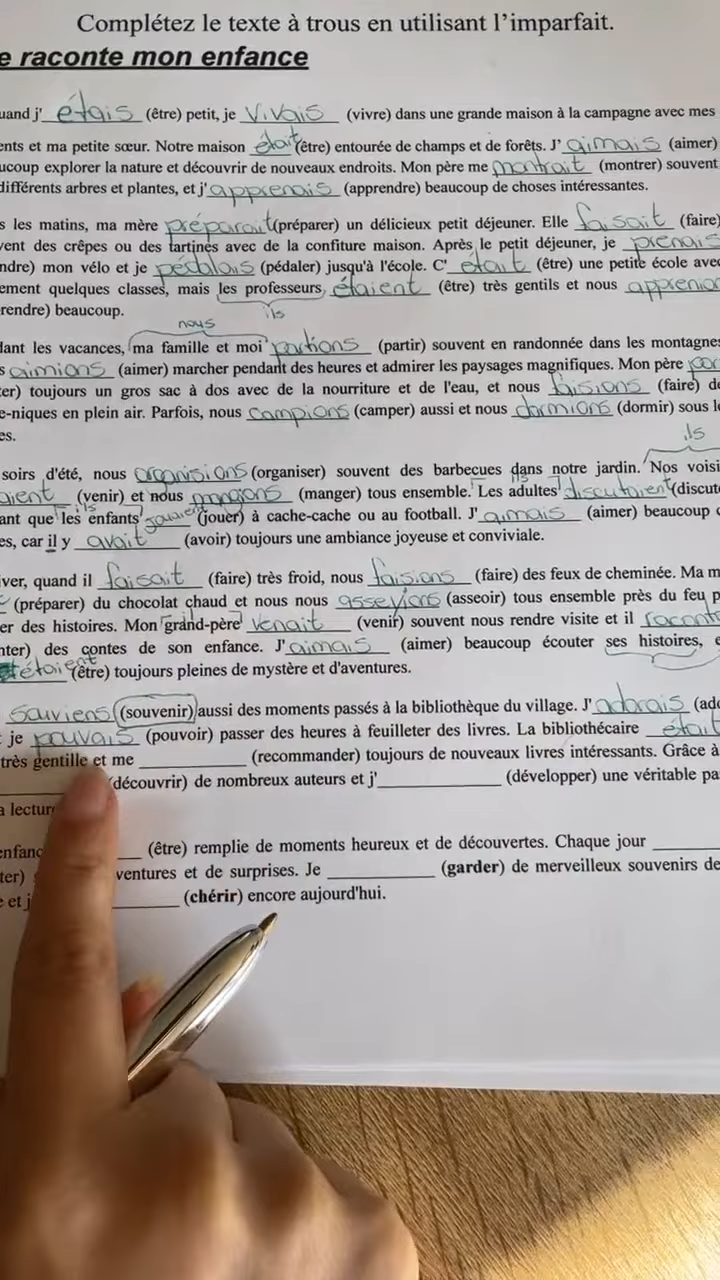 Complétez le texte à trous en utilisant l'imparfait.
e raconte mon enfance
uand j' étais (être) petit, je vivais (vivre) dans une grande maison à la campagne avec mes
ents et ma petite sœur. Notre maison était (être) entourée de champs et de forêts. J' aimais (aimer)
ucoup explorer la nature et découvrir de nouveaux endroits. Mon père me montrait (montrer) souvent
différents arbres et plantes, et j' apprenais (apprendre) beaucoup de choses intéressantes.
s les matins, ma mère préparait (préparer) un délicieux petit déjeuner. Elle faisait (faire)
vent des crêpes ou des tartines avec de la confiture maison. Après le petit déjeuner, je prenais
ndre) mon vélo et je pédalais (pédaler) jusqu'à l'école. C' était (être) une petite école avec
ement quelques classes, mais les professeurs étaient (être) très gentils et nous apprenio
rendre) beaucoup.
nous ils
dant les vacances, ma famille et moi partions (partir) souvent en randonnée dans les montagnes
s aimions (aimer) marcher pendant des heures et admirer les paysages magnifiques. Mon père por
ter) toujours un gros sac à dos avec de la nourriture et de l'eau, et nous faisions (faire) de
e-niques en plein air. Parfois, nous campions (camper) aussi et nous dormions (dormir) sous le
es.
ils
soirs d'été, nous organisions (organiser) souvent des barbecues dans notre jardin. Nos voisi
aient (venir) et nous mangions (manger) tous ensemble. Les adultes discutaient (discut
ils ils
ant que les enfants jouaient (jouer) à cache-cache ou au football. J' aimais (aimer) beaucoup c
es, car il y avait (avoir) toujours une ambiance joyeuse et conviviale.
iver, quand il faisait (faire) très froid, nous faisions (faire) des feux de cheminée. Ma m
(préparer) du chocolat chaud et nous nous asseyions (asseoir) tous ensemble près du feu p
er des histoires. Mon grand-père venait (venir) souvent nous rendre visite et il raconta
nter) des contes de son enfance. J' aimais (aimer) beaucoup écouter ses histoires, e
étaient (être) toujours pleines de mystère et d'aventures.
souviens (souvenir) aussi des moments passés à la bibliothèque du village. J' adorais (ado
je pouvais (pouvoir) passer des heures à feuilleter des livres. La bibliothécaire était
très gentille et me (recommander) toujours de nouveaux livres intéressants. Grâce à
(découvrir) de nombreux auteurs et j' (développer) une véritable pa
a lecture
enfanc (être) remplie de moments heureux et de découvertes. Chaque jour
ter) ventures et de surprises. Je (garder) de merveilleux souvenirs de
e et j (chérir) encore aujourd'hui.